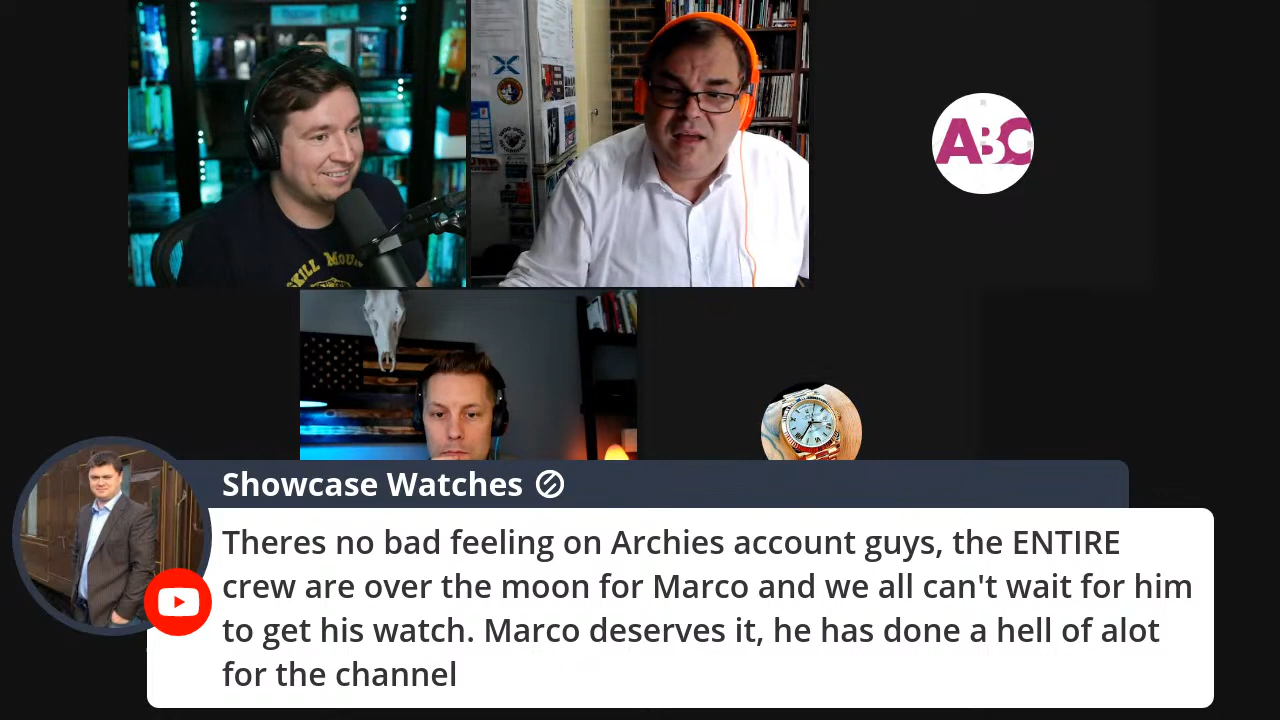 SKILL MOU
ABC
Showcase Watches
Theres no bad feeling on Archies account guys, the ENTIRE
crew are over the moon for Marco and we all can't wait for him
to get his watch. Marco deserves it, he has done a hell of alot
for the channel